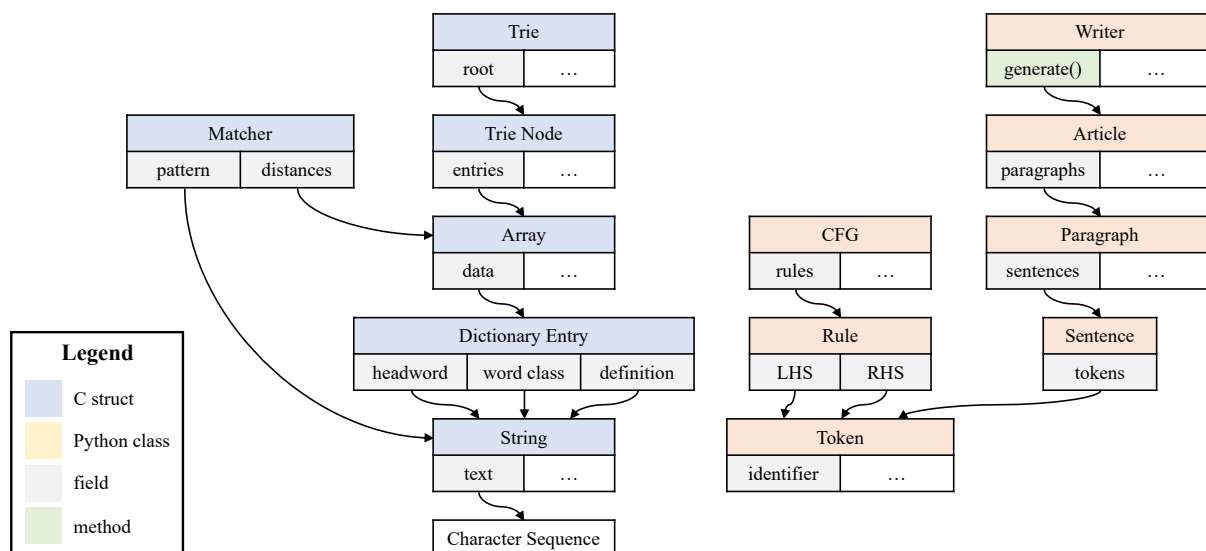 Trie
Writer
root
…
generate()
…
Matcher
Trie Node
Article
pattern
distances
entries
…
paragraphs
…
Array
CFG
Paragraph
data
…
rules
…
sentences
…
Legend
C struct
Python class
field
method
Dictionary Entry
Rule
Sentence
headword
word class
definition
LHS
RHS
tokens
String
Token
text
…
identifier
…
Character Sequence